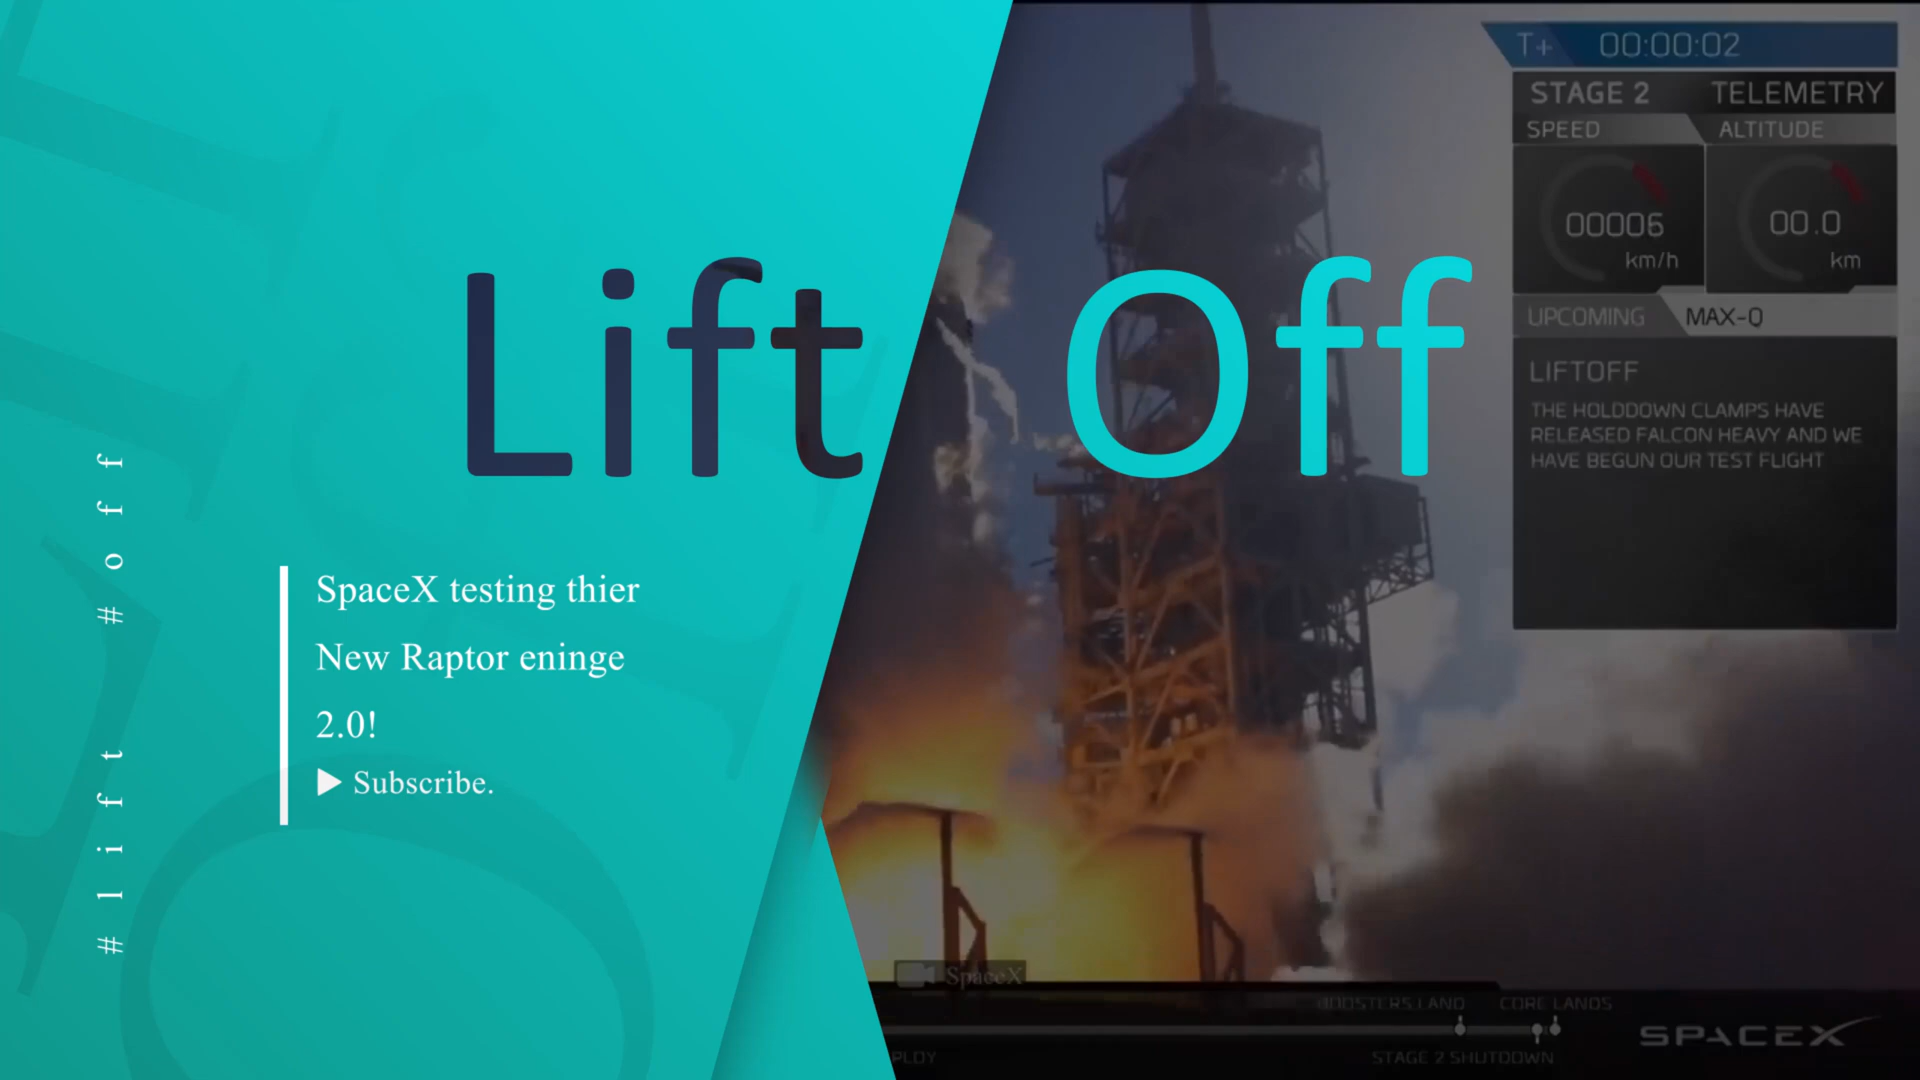 Lift Off
SpaceX testing thier
New Raptor eninge
2.0!
▶ Subscribe.
#lift #off
T+ 00:00:02
STAGE 2 TELEMETRY
SPEED ALTITUDE
00006 00.0
km/h km
UPCOMING MAX-Q
LIFTOFF
THE HOLDDOWN CLAMPS HAVE
RELEASED FALCON HEAVY AND WE
HAVE BEGUN OUR TEST FLIGHT
SpaceX
BOOSTERS LAND CORE LANDS
STAGE 2 SHUTDOWN
SPACEX